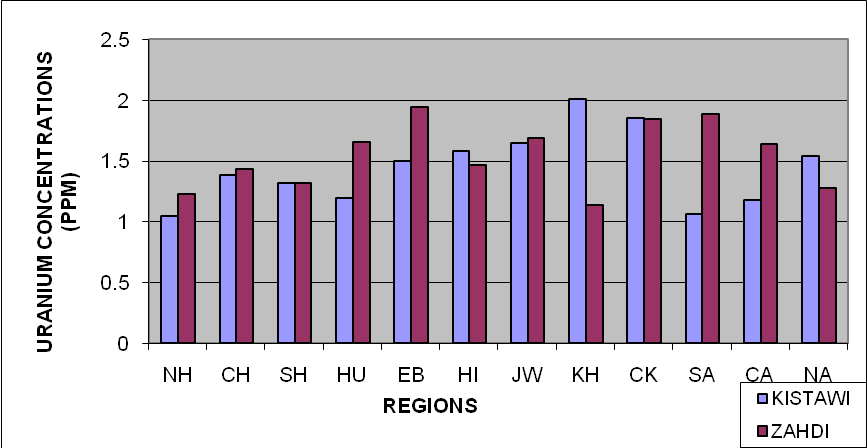 2.5
2
1.5
1
0.5
0
URANIUM CONCENTRATIONS
(PPM)
NH CH SH HU EB HI JW KH CK SA CA NA
REGIONS
KISTAWI
ZAHDI